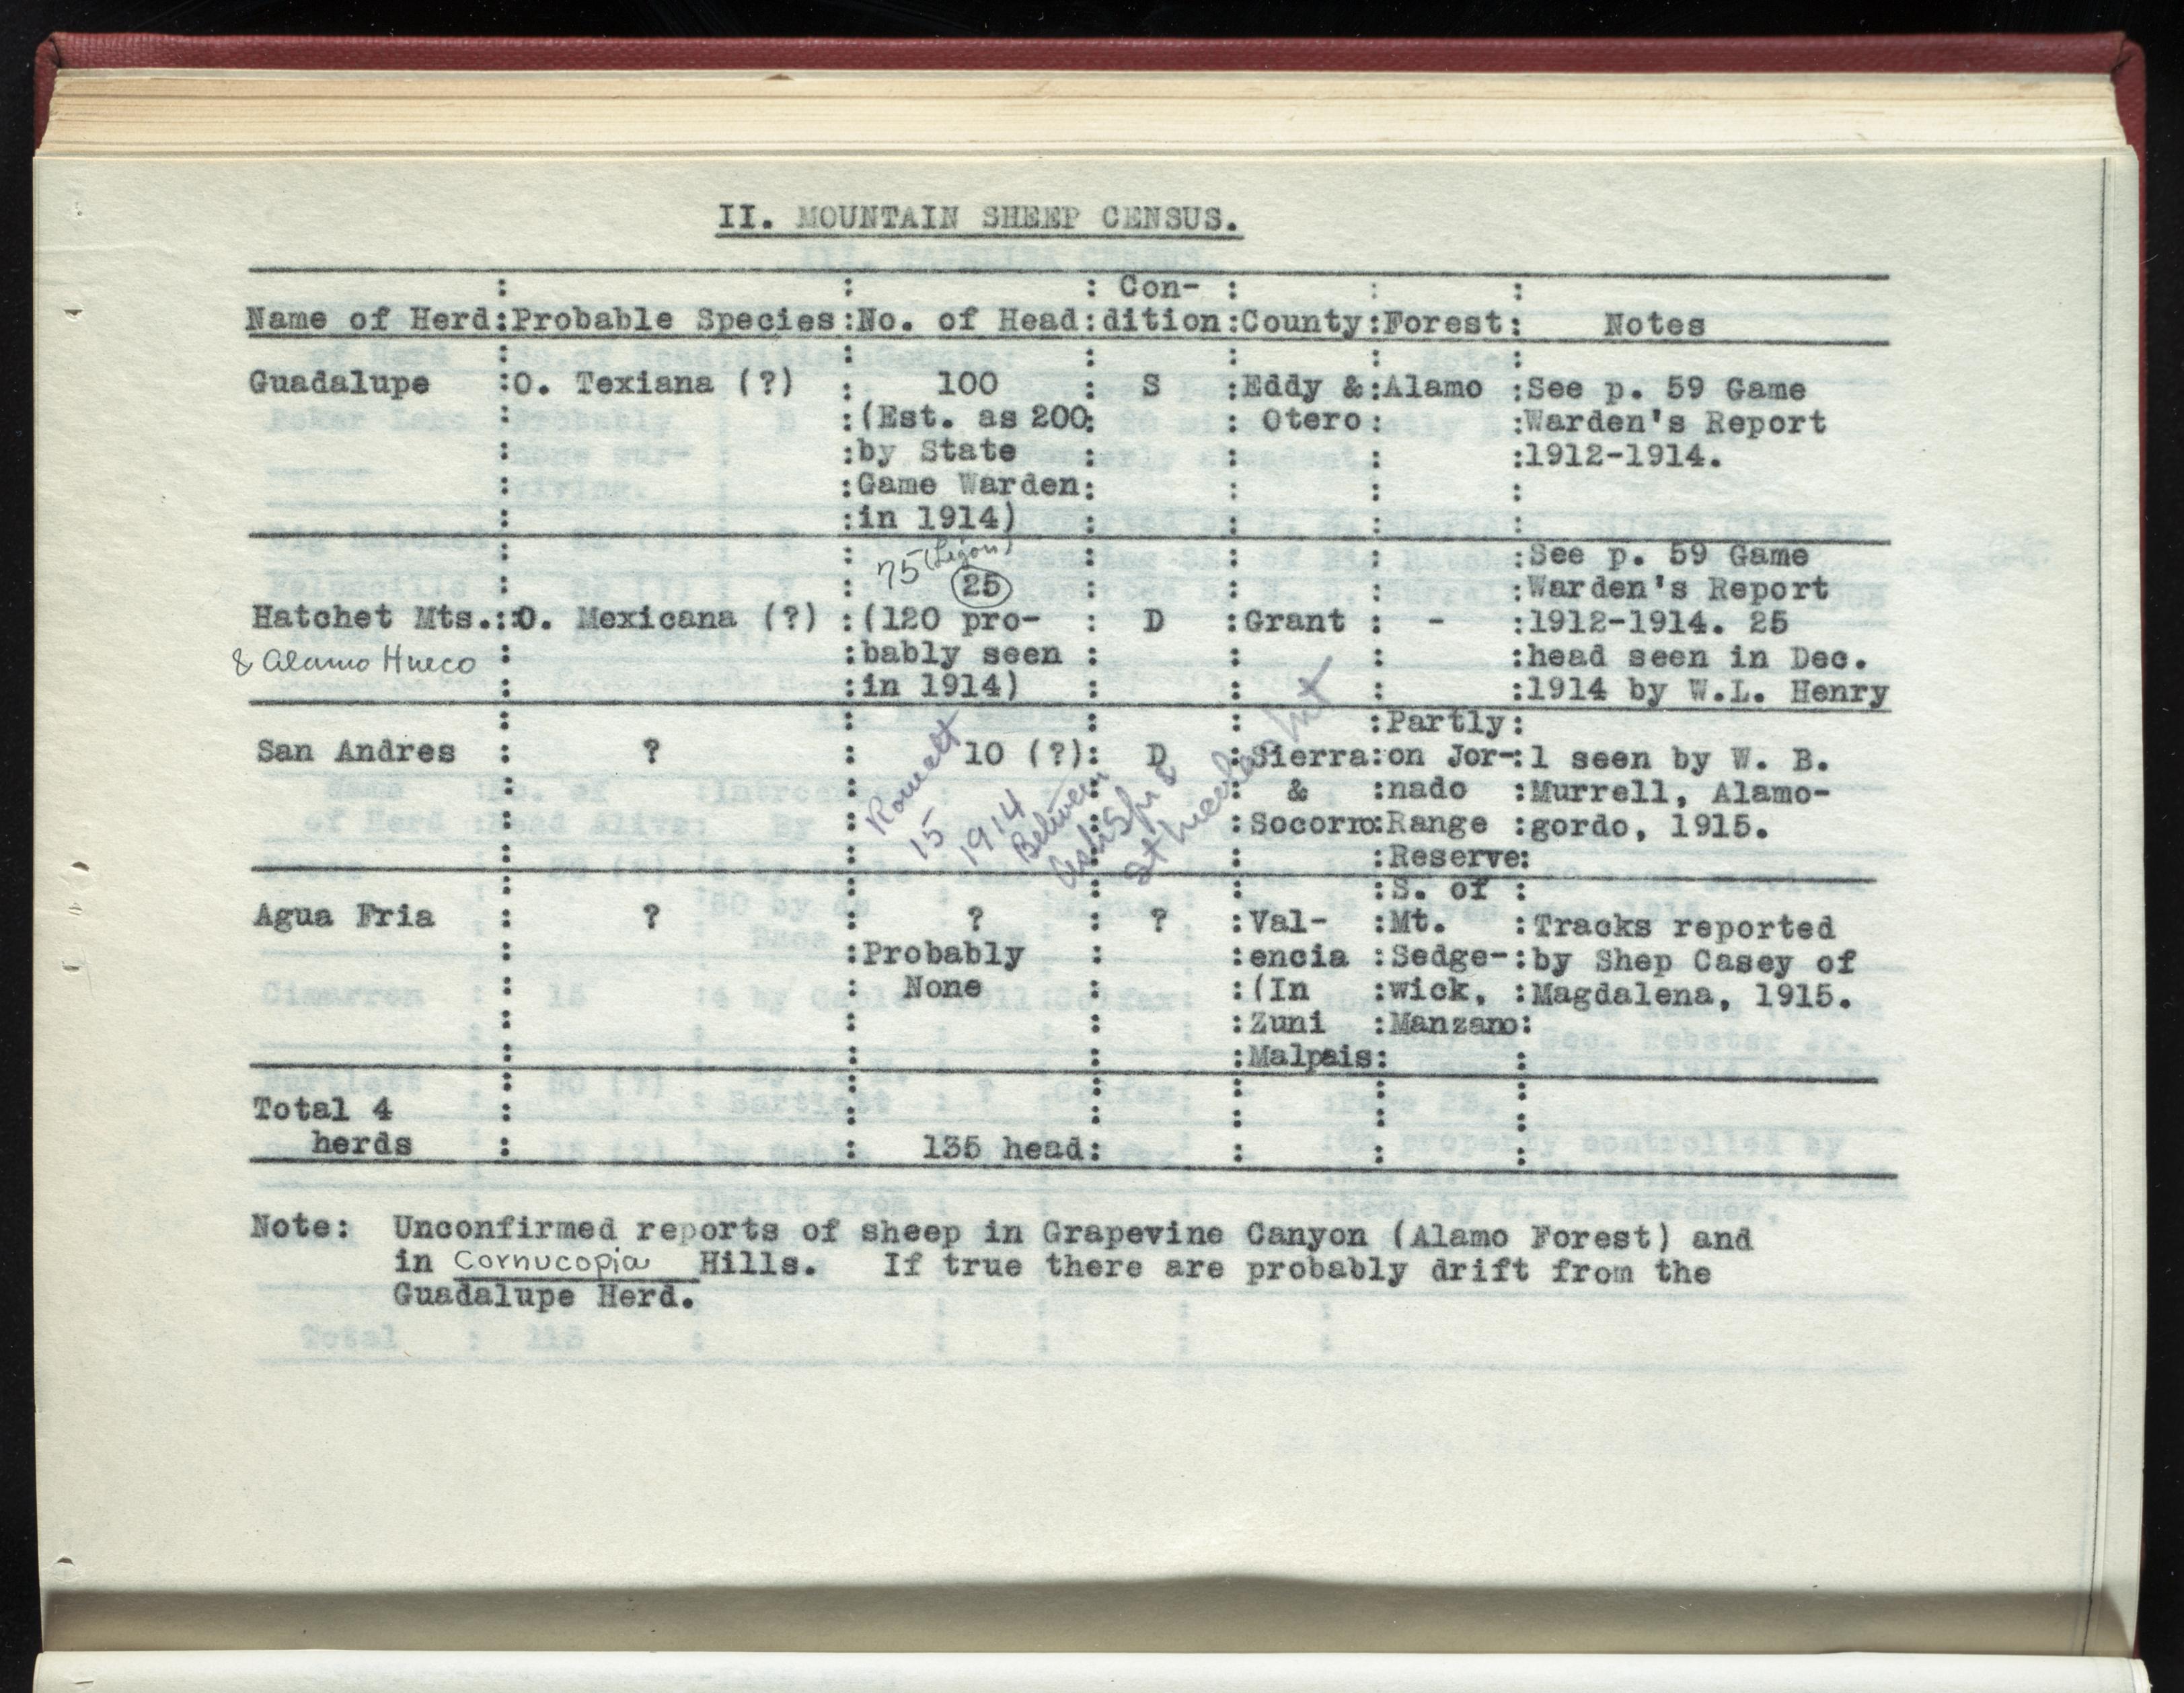 II. MOUNTAIN SHEEP CENSUS.
: : : Con- : : :
Name of Herd:Probable Species:No. of Head:dition:County:Forest: Notes
Guadalupe :O. Texiana (?) : 100 : S :Eddy &:Alamo :See p. 59 Game
: :(Est. as 200: : Otero: :Warden's Report
: :by State : : : :1912-1914.
: :Game Warden: : : :
: :in 1914) : : : :
75 (Ligon) :See p. 59 Game
: : 25 : : : :Warden's Report
Hatchet Mts.:O. Mexicana (?) :(120 pro- : D :Grant : - :1912-1914. 25
& Alamo Hueco : :bably seen : : : :head seen in Dec.
: :in 1914) : : : :1914 by W.L. Henry
: : : : :Partly:
San Andres : ? : 10 (?): D :Sierra:on Jor-:1 seen by W. B.
: : : : & :nado :Murrell, Alamo-
: : : :Socorro:Range :gordo, 1915.
: : : : :Reserve:
15
1914
Between
: : : : :S. of :
Agua Fria : ? : ? : ? :Val- :Mt. :Tracks reported
: :Probably : :encia :Sedge-:by Shep Casey of
: : None : :(In :wick, :Magdalena, 1915.
: : : :Zuni :Manzano:
: : : :Malpais: :
Total 4 : : : : : :
herds : : 135 head: : : :
Note: Unconfirmed reports of sheep in Grapevine Canyon (Alamo Forest) and
in Cornucopia Hills. If true there are probably drift from the
Guadalupe Herd.